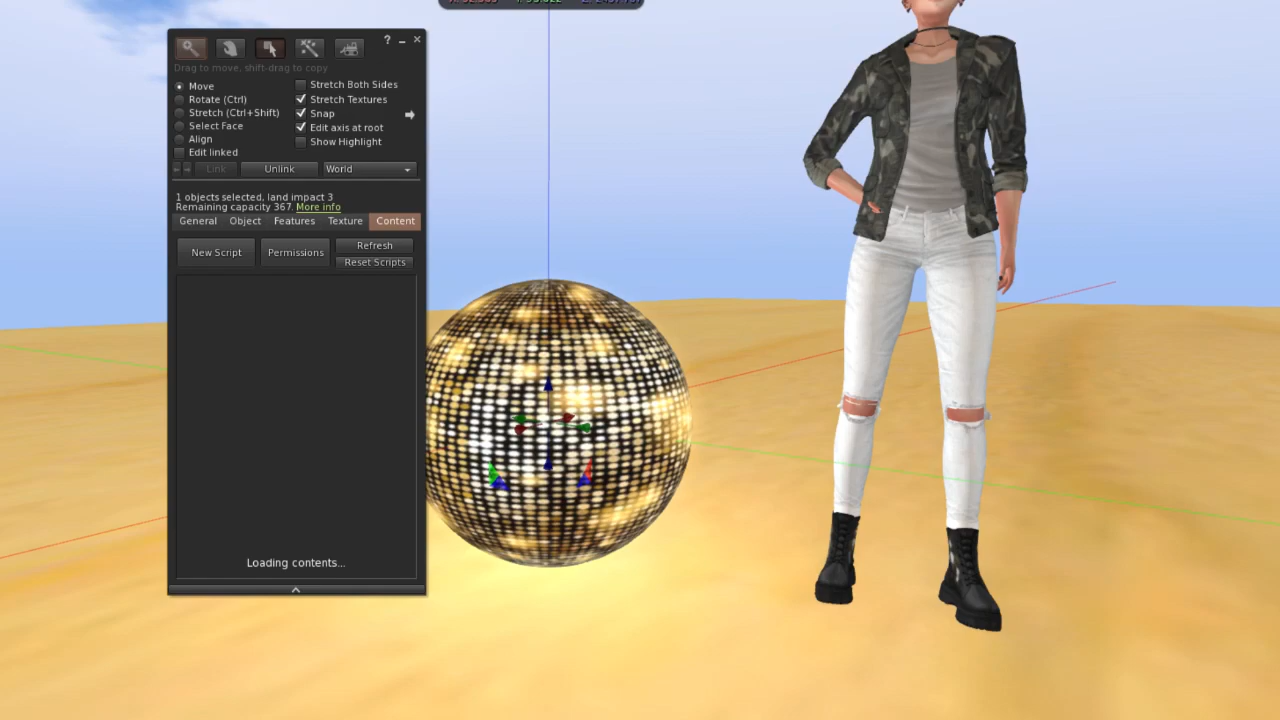 ?
Drag to move, shift-drag to copy
Move
Rotate (Ctrl)
Stretch (Ctrl+Shift)
Select Face
Align
Edit linked
Stretch Both Sides
Stretch Textures
Snap
Edit axis at root
Show Highlight
Link
Unlink
World
1 objects selected, land impact 3
Remaining capacity 367. More info
General Object Features Texture Content
New Script
Permissions
Refresh
Reset Scripts
Loading contents...